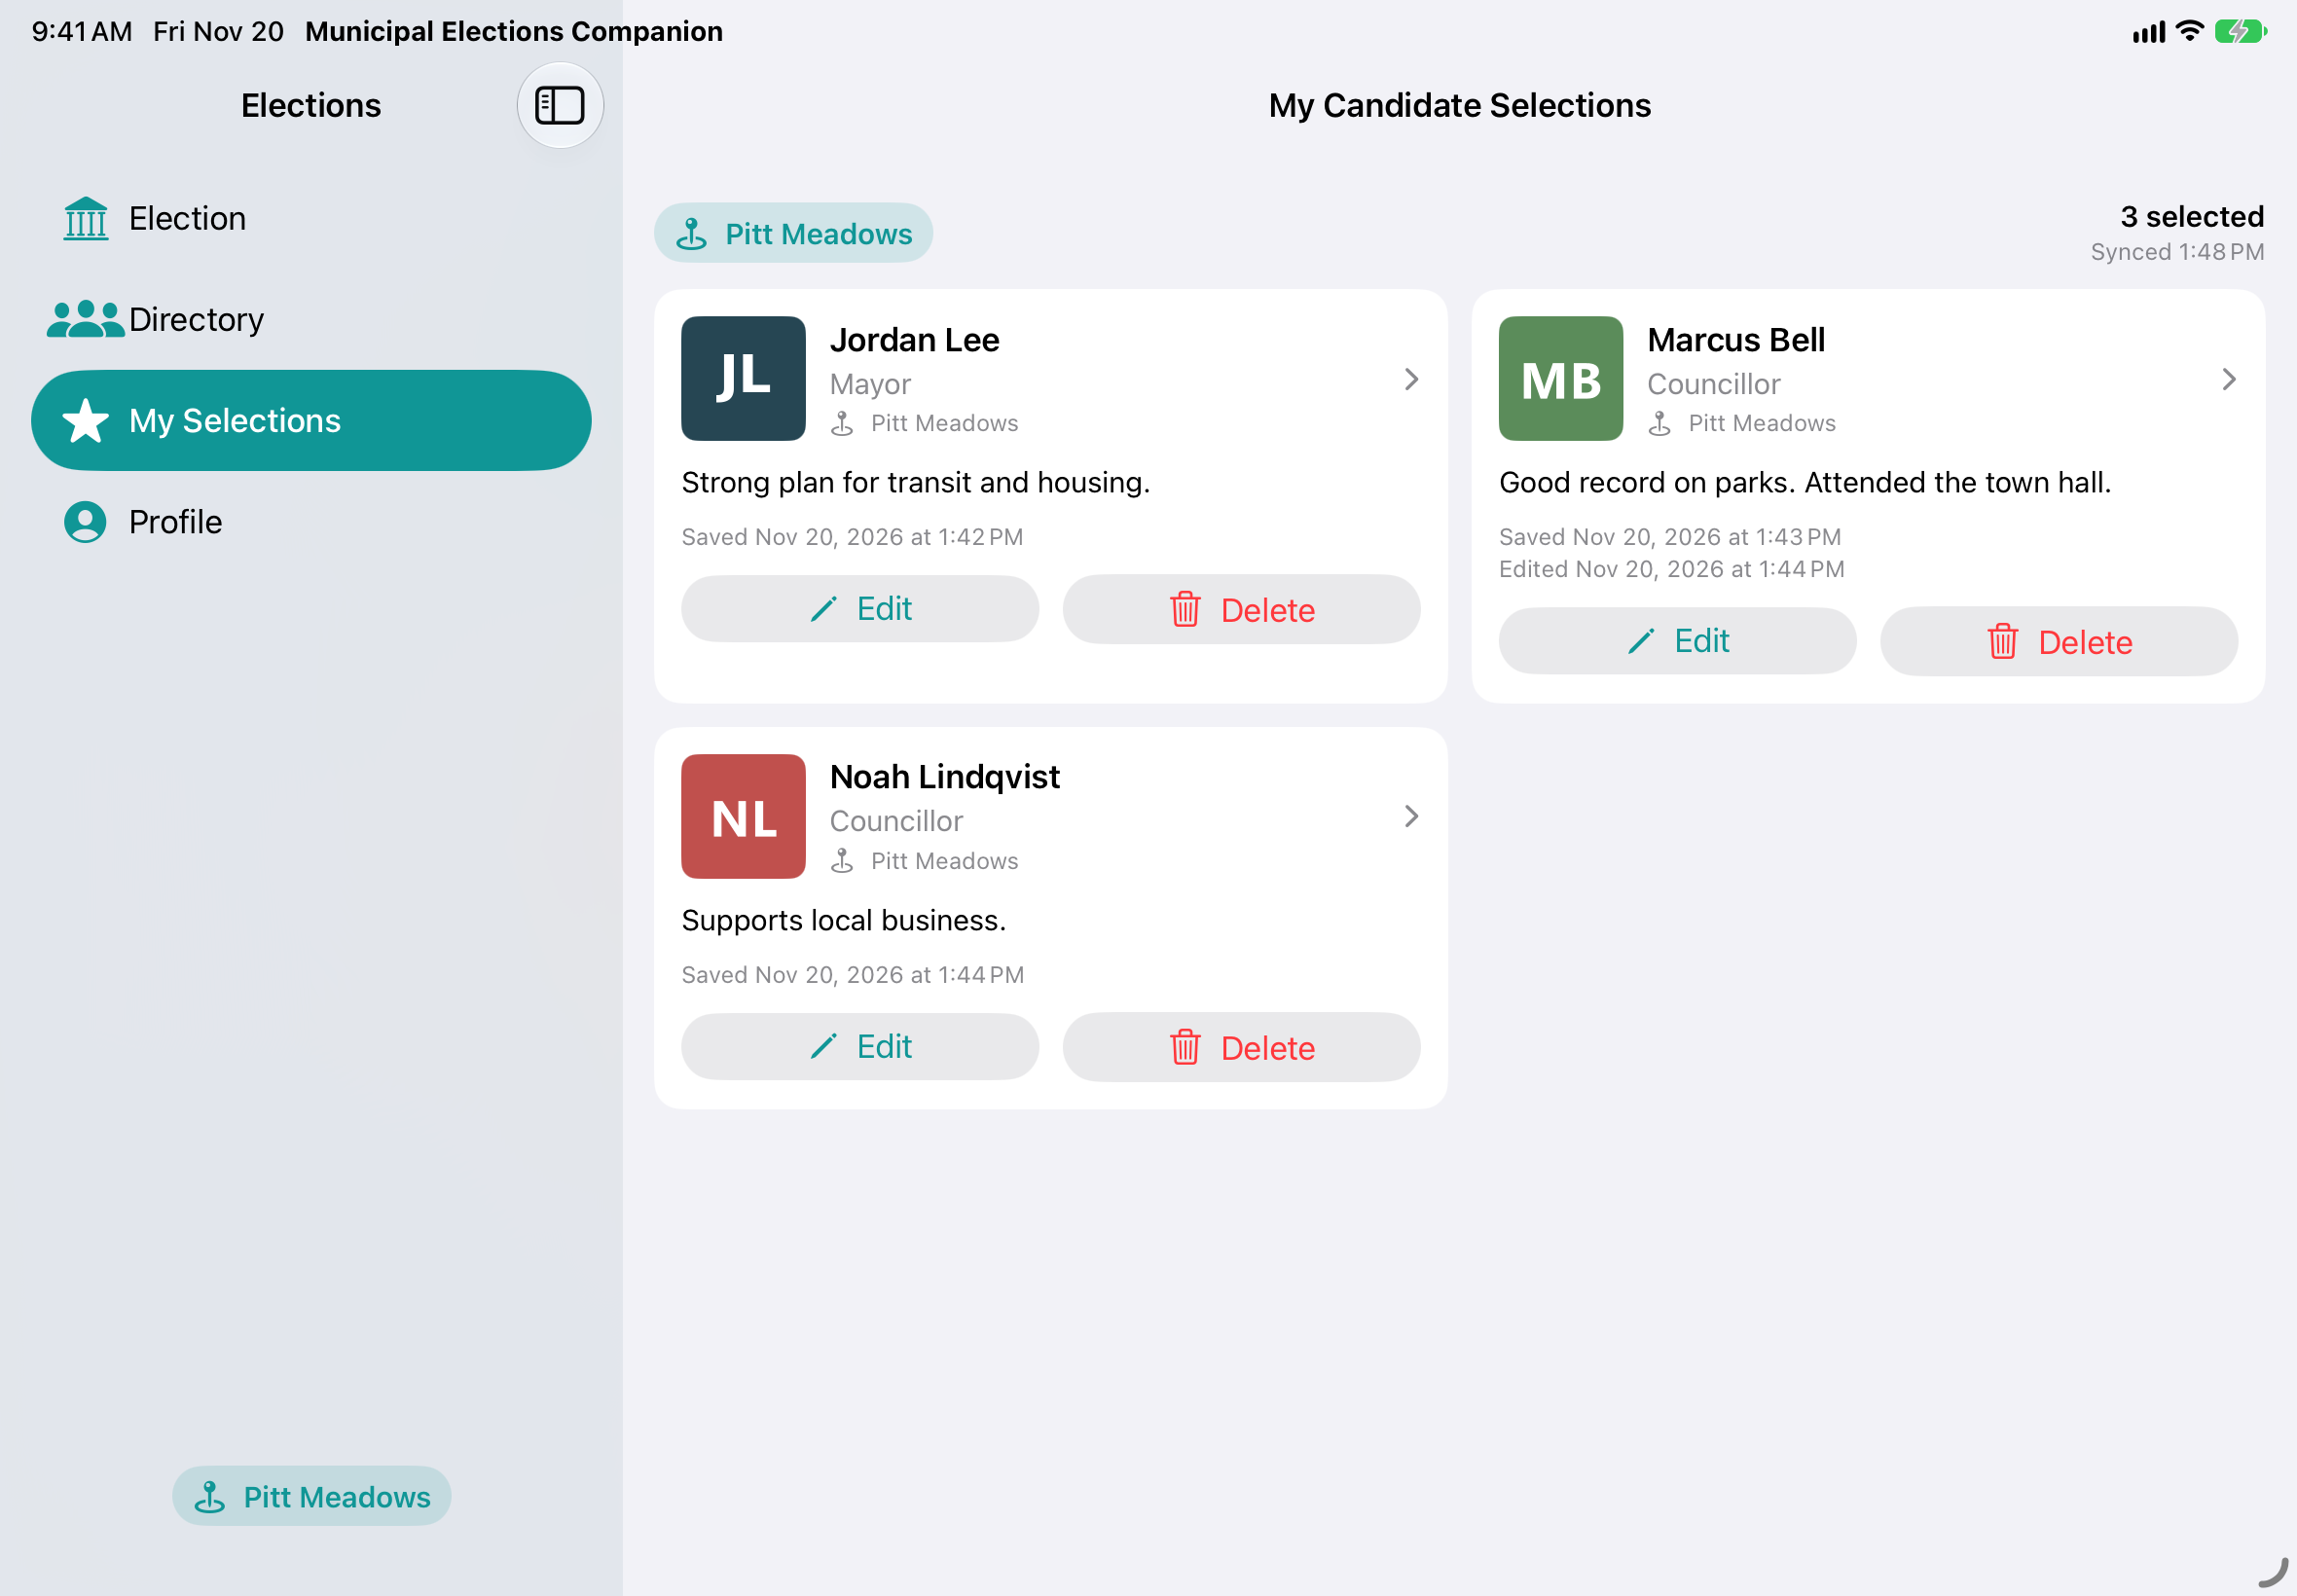 9:41 AM Fri Nov 20 Municipal Elections Companion
Elections
Election
Directory
My Selections
Profile
Pitt Meadows
My Candidate Selections
Pitt Meadows
3 selected
Synced 1:48 PM
JL
Jordan Lee
Mayor
Pitt Meadows
Strong plan for transit and housing.
Saved Nov 20, 2026 at 1:42 PM
Edit
Delete
MB
Marcus Bell
Councillor
Pitt Meadows
Good record on parks. Attended the town hall.
Saved Nov 20, 2026 at 1:43 PM
Edited Nov 20, 2026 at 1:44 PM
Edit
Delete
NL
Noah Lindqvist
Councillor
Pitt Meadows
Supports local business.
Saved Nov 20, 2026 at 1:44 PM
Edit
Delete